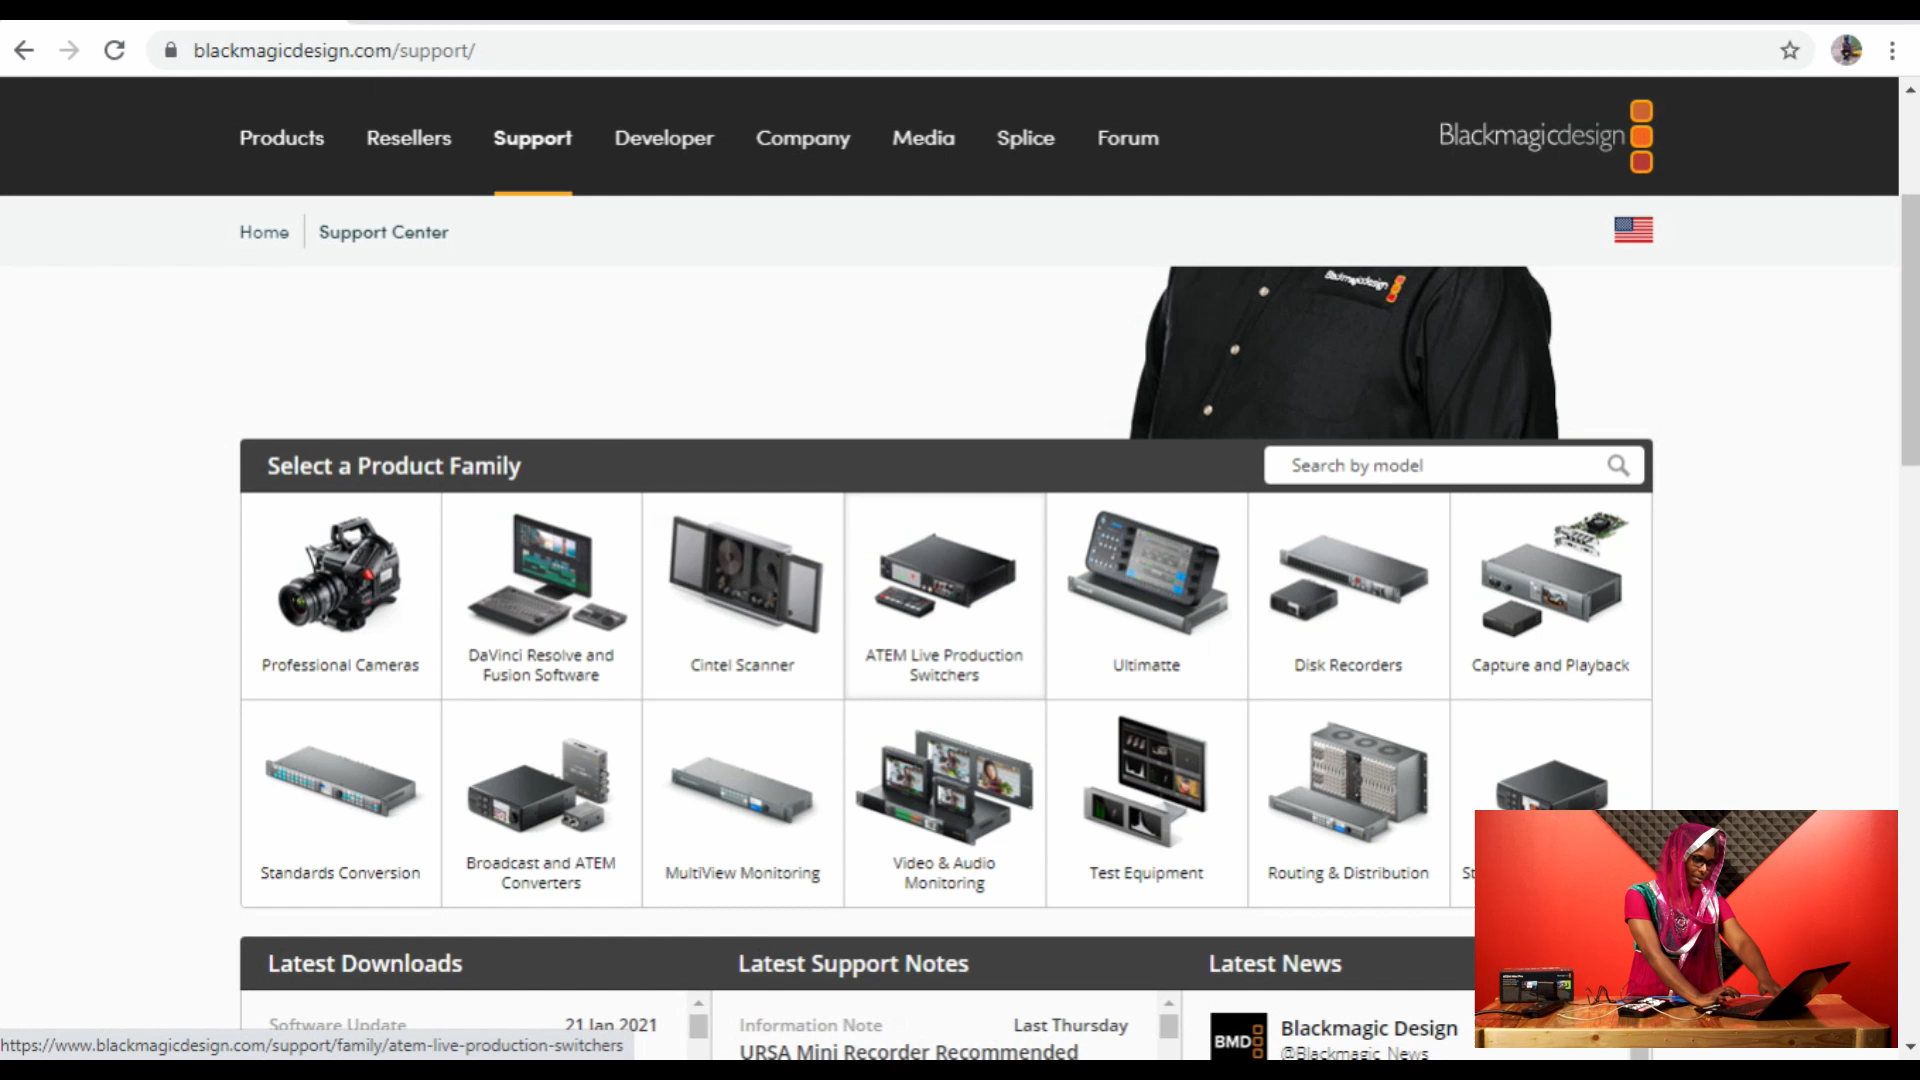 blackmagicdesign.com/support/
Products Resellers Support Developer Company Media Splice Forum
Blackmagicdesign
Home Support Center
Blackmagicdesign
Select a Product Family
Search by model
Professional Cameras
DaVinci Resolve and
Fusion Software
Cintel Scanner
ATEM Live Production
Switchers
Ultimatte
Disk Recorders
Capture and Playback
Standards Conversion
Broadcast and ATEM
Converters
MultiView Monitoring
Video & Audio
Monitoring
Test Equipment
Routing & Distribution
St
Latest Downloads
Latest Support Notes
Latest News
Software Update 21 Jan 2021
Information Note Last Thursday
URSA Mini Recorder Recommended
BMD
Blackmagic Design
@Blackmagic_News
https://www.blackmagicdesign.com/support/family/atem-live-production-switchers